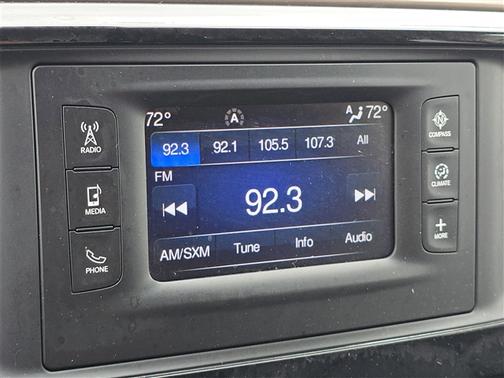 72° A A 72°
92.3 92.1 105.5 107.3 All
FM
92.3
AM/SXM Tune Info Audio
RADIO
MEDIA
PHONE
N
COMPASS
CLIMATE
+
MORE